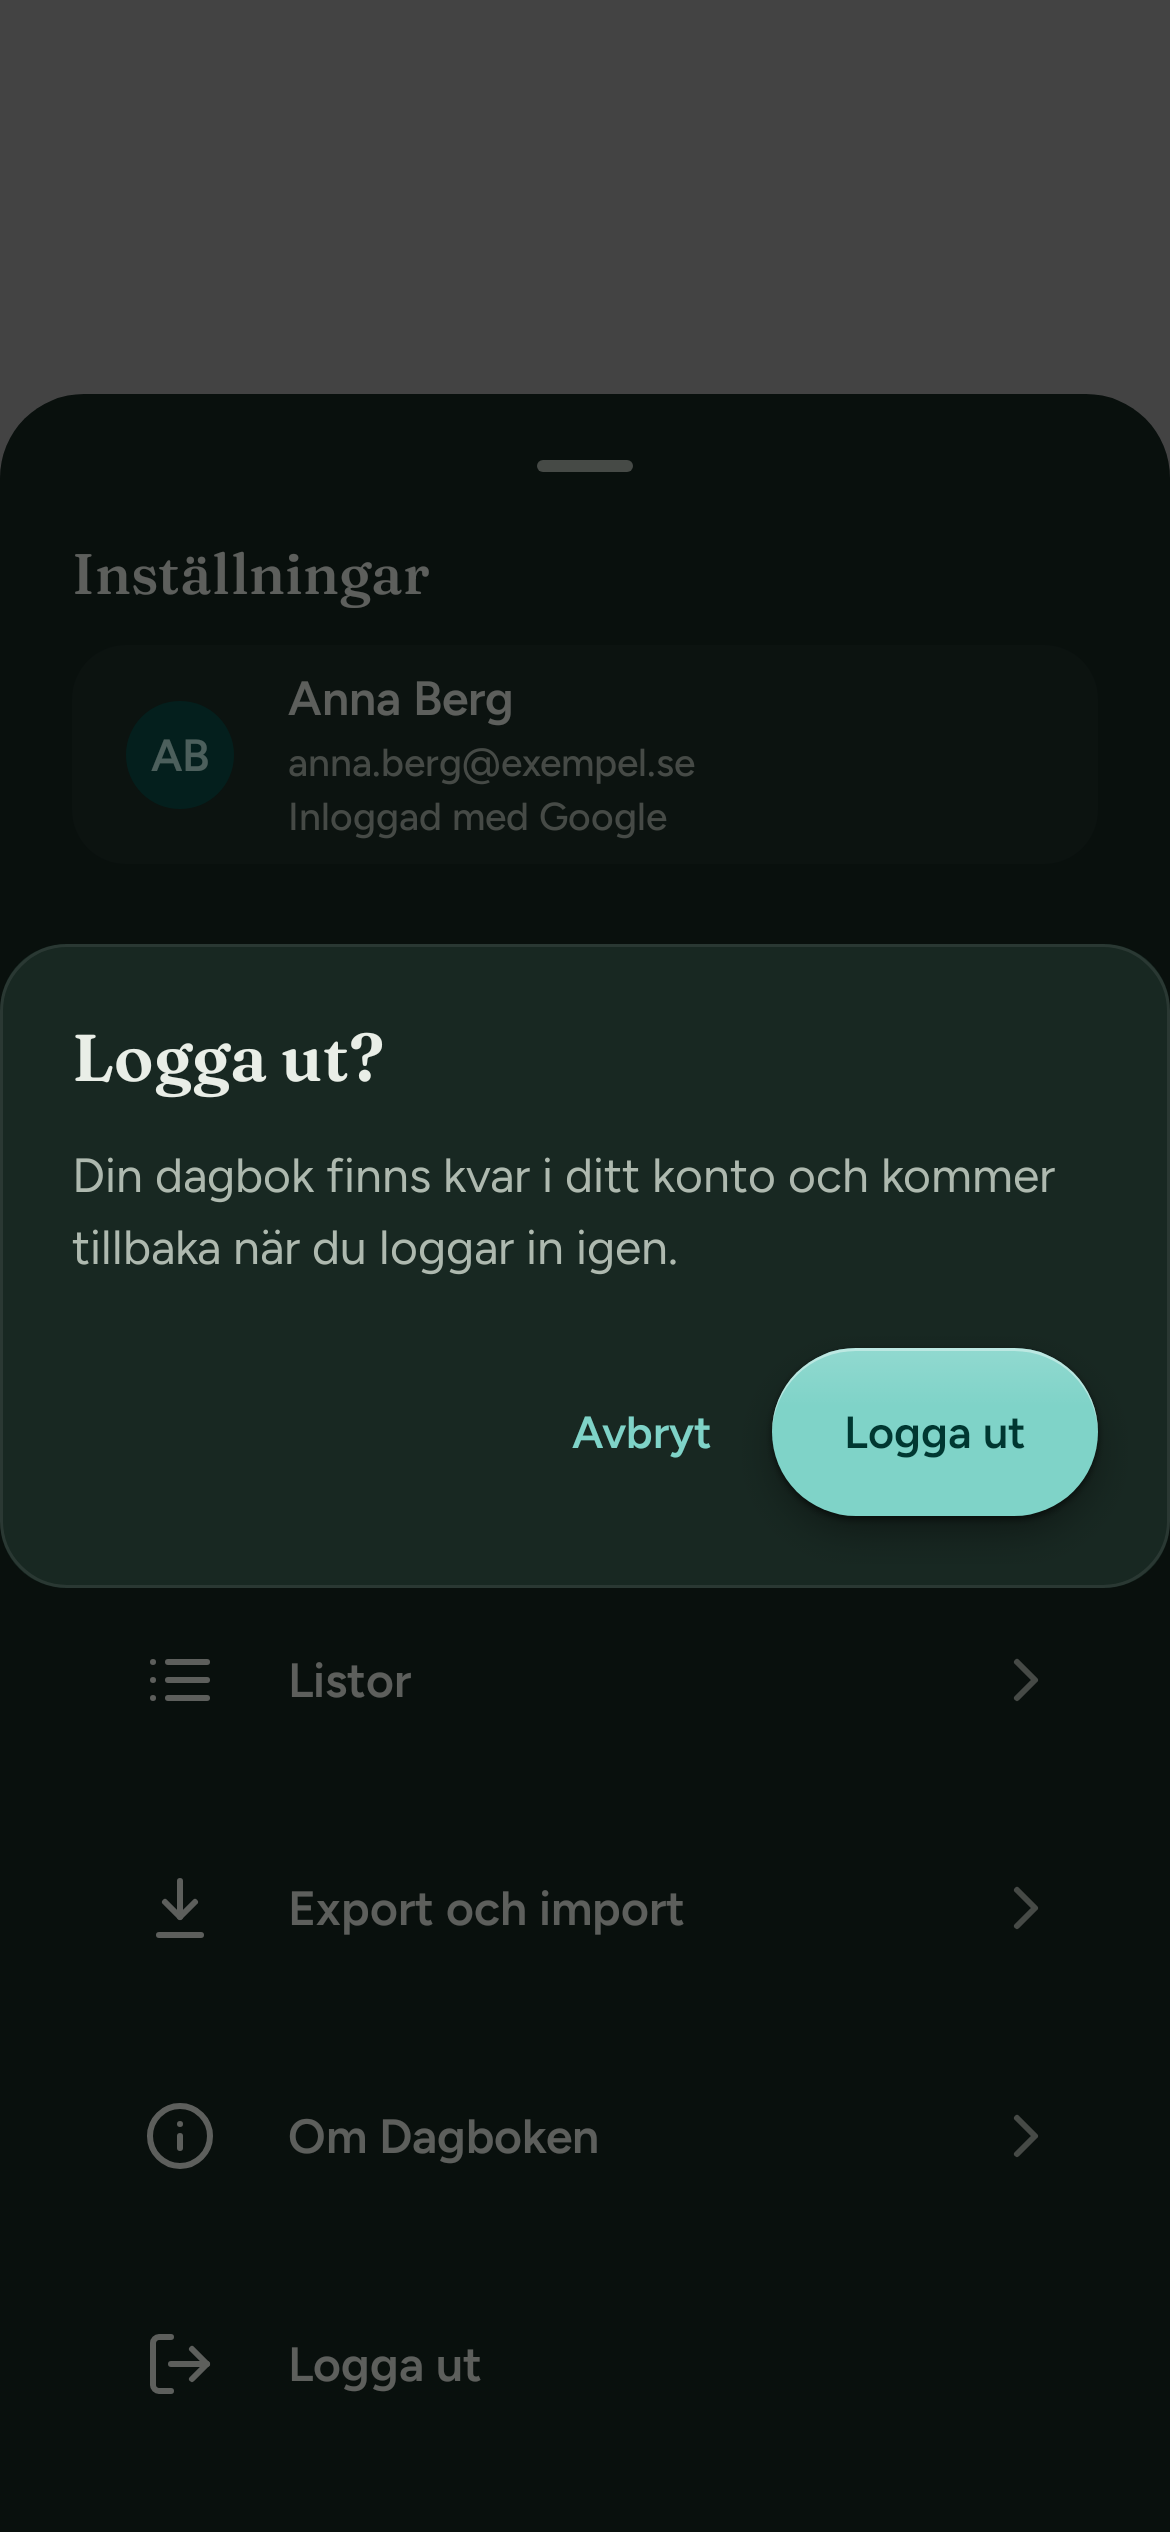 Inställningar
AB
Anna Berg
anna.berg@exempel.se
Inloggad med Google
Logga ut?
Din dagbok finns kvar i ditt konto och kommer
tillbaka när du loggar in igen.
Avbryt
Logga ut
Listor
Export och import
Om Dagboken
Logga ut